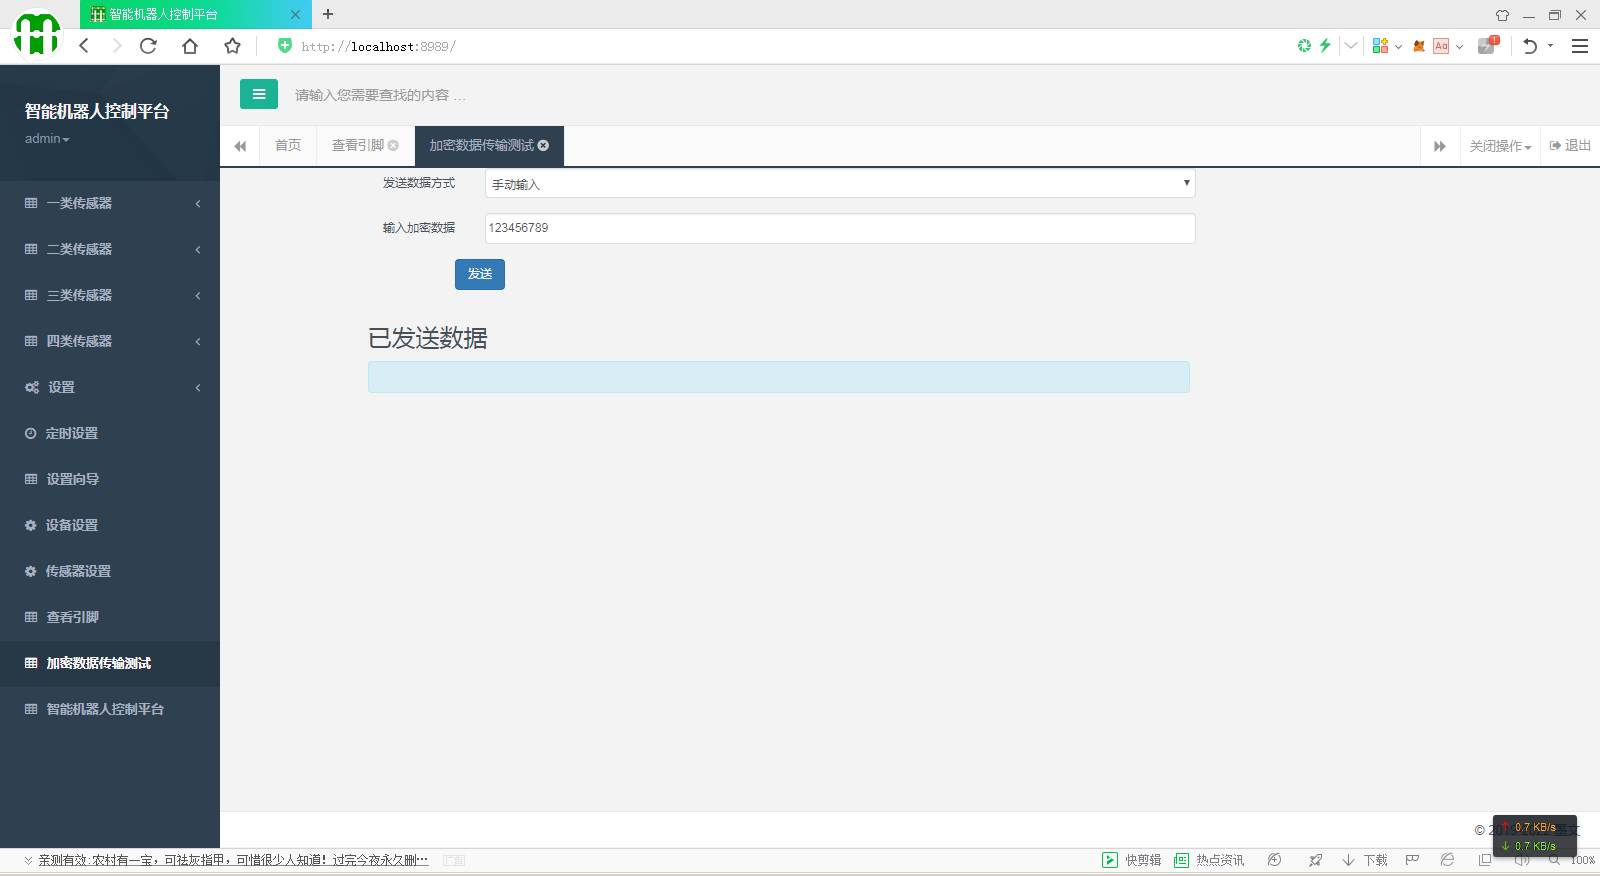 智能机器人控制平台
http://localhost:8989/
智能机器人控制平台
admin
请输入您需要查找的内容 …
首页
查看引脚
加密数据传输测试
关闭操作
退出
一类传感器
二类传感器
三类传感器
四类传感器
设置
定时设置
设置向导
设备设置
传感器设置
查看引脚
加密数据传输测试
智能机器人控制平台
发送数据方式
手动输入
输入加密数据
123456789
发送
已发送数据
0.7 KB/s
0.7 KB/s
亲测有效:农村有一宝，可祛灰指甲，可惜很少人知道！过完今夜永久删…
广告
快剪辑
热点资讯
下载
100%